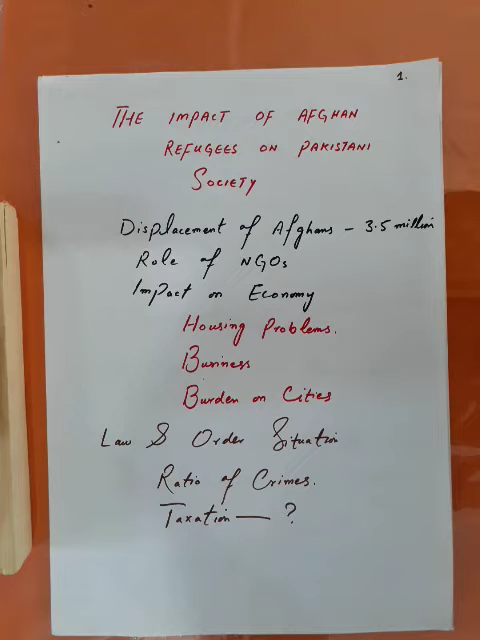 1.
THE IMPACT OF AFGHAN
REFUGEES ON PAKISTANI
SOCIETY
Displacement of Afghans - 3.5 million
Role of NGOs
Impact on Economy
Housing Problems.
Business
Burden on Cities
Law & Order Situation
Ratio of Crimes.
Taxation — ?